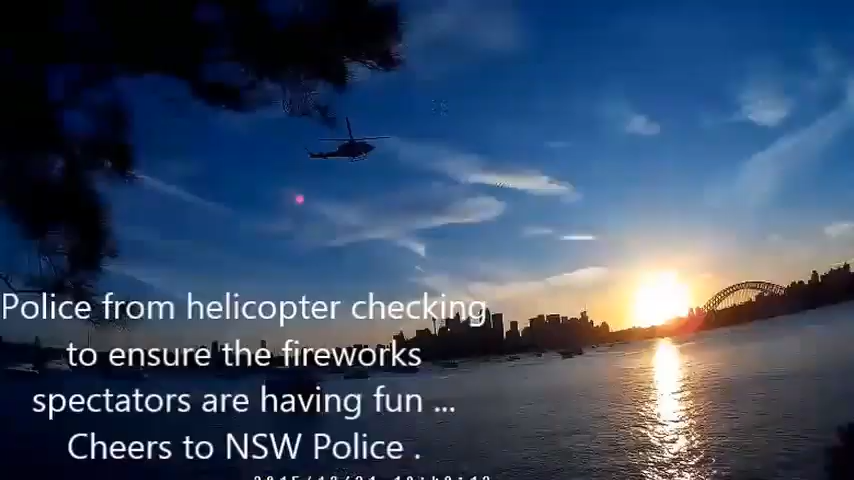 Police from helicopter checking
to ensure the fireworks
spectators are having fun ...
Cheers to NSW Police .